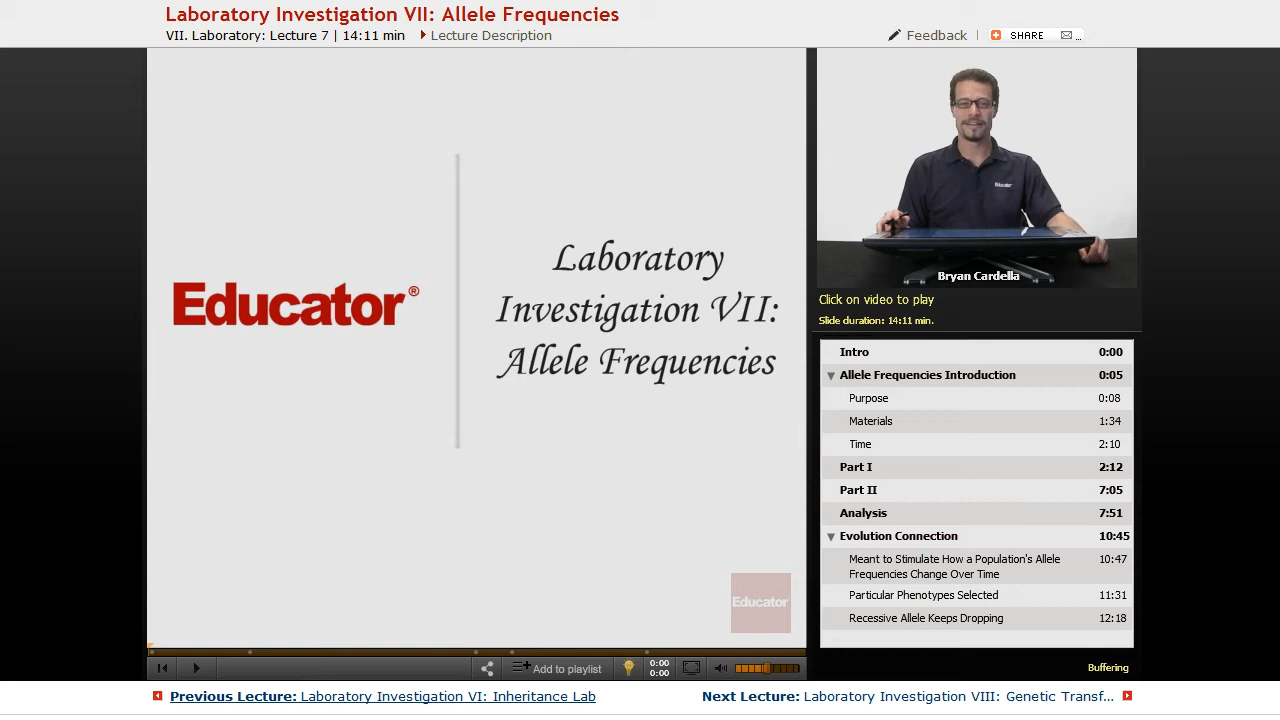 Laboratory Investigation VII: Allele Frequencies
VII. Laboratory: Lecture 7 | 14:11 min Lecture Description
Feedback
SHARE
Educator®
Laboratory
Investigation VII:
Allele Frequencies
Educator
Educator
Bryan Cardella
Click on video to play
Slide duration: 14:11 min.
Intro 0:00
Allele Frequencies Introduction 0:05
Purpose 0:08
Materials 1:34
Time 2:10
Part I 2:12
Part II 7:05
Analysis 7:51
Evolution Connection 10:45
Meant to Stimulate How a Population's Allele 10:47
Frequencies Change Over Time
Particular Phenotypes Selected 11:31
Recessive Allele Keeps Dropping 12:18
Add to playlist
0:00
0:00
Buffering
Previous Lecture: Laboratory Investigation VI: Inheritance Lab
Next Lecture: Laboratory Investigation VIII: Genetic Transf...